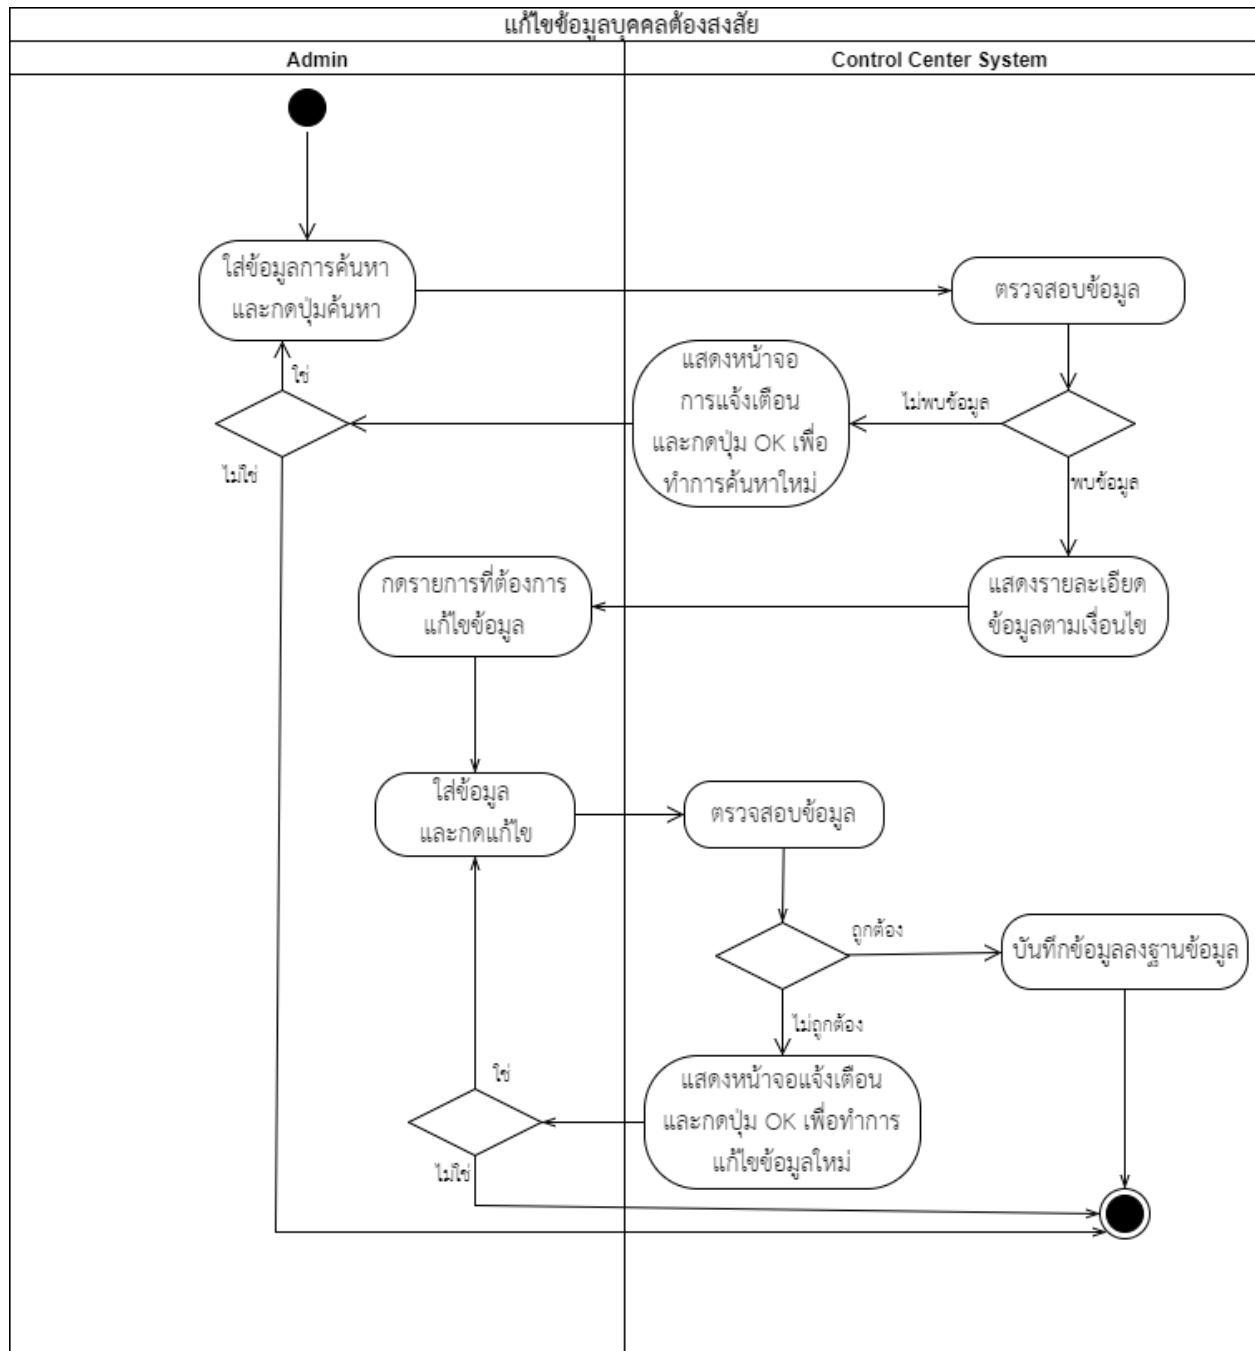 แก้ไขข้อมูลบุคคลต้องสงสัย
Admin
Control Center System
ใส่ข้อมูลการค้นหา
และกดปุ่มค้นหา
ตรวจสอบข้อมูล
ใช่
ไม่ใช่
แสดงหน้าจอ
การแจ้งเตือน
และกดปุ่ม OK เพื่อ
ทำการค้นหาใหม่
ไม่พบข้อมูล
พบข้อมูล
กดรายการที่ต้องการ
แก้ไขข้อมูล
แสดงรายละเอียด
ข้อมูลตามเงื่อนไข
ใส่ข้อมูล
และกดแก้ไข
ตรวจสอบข้อมูล
ถูกต้อง
บันทึกข้อมูลลงฐานข้อมูล
ไม่ถูกต้อง
ใช่
ไม่ใช่
แสดงหน้าจอแจ้งเตือน
และกดปุ่ม OK เพื่อทำการ
แก้ไขข้อมูลใหม่